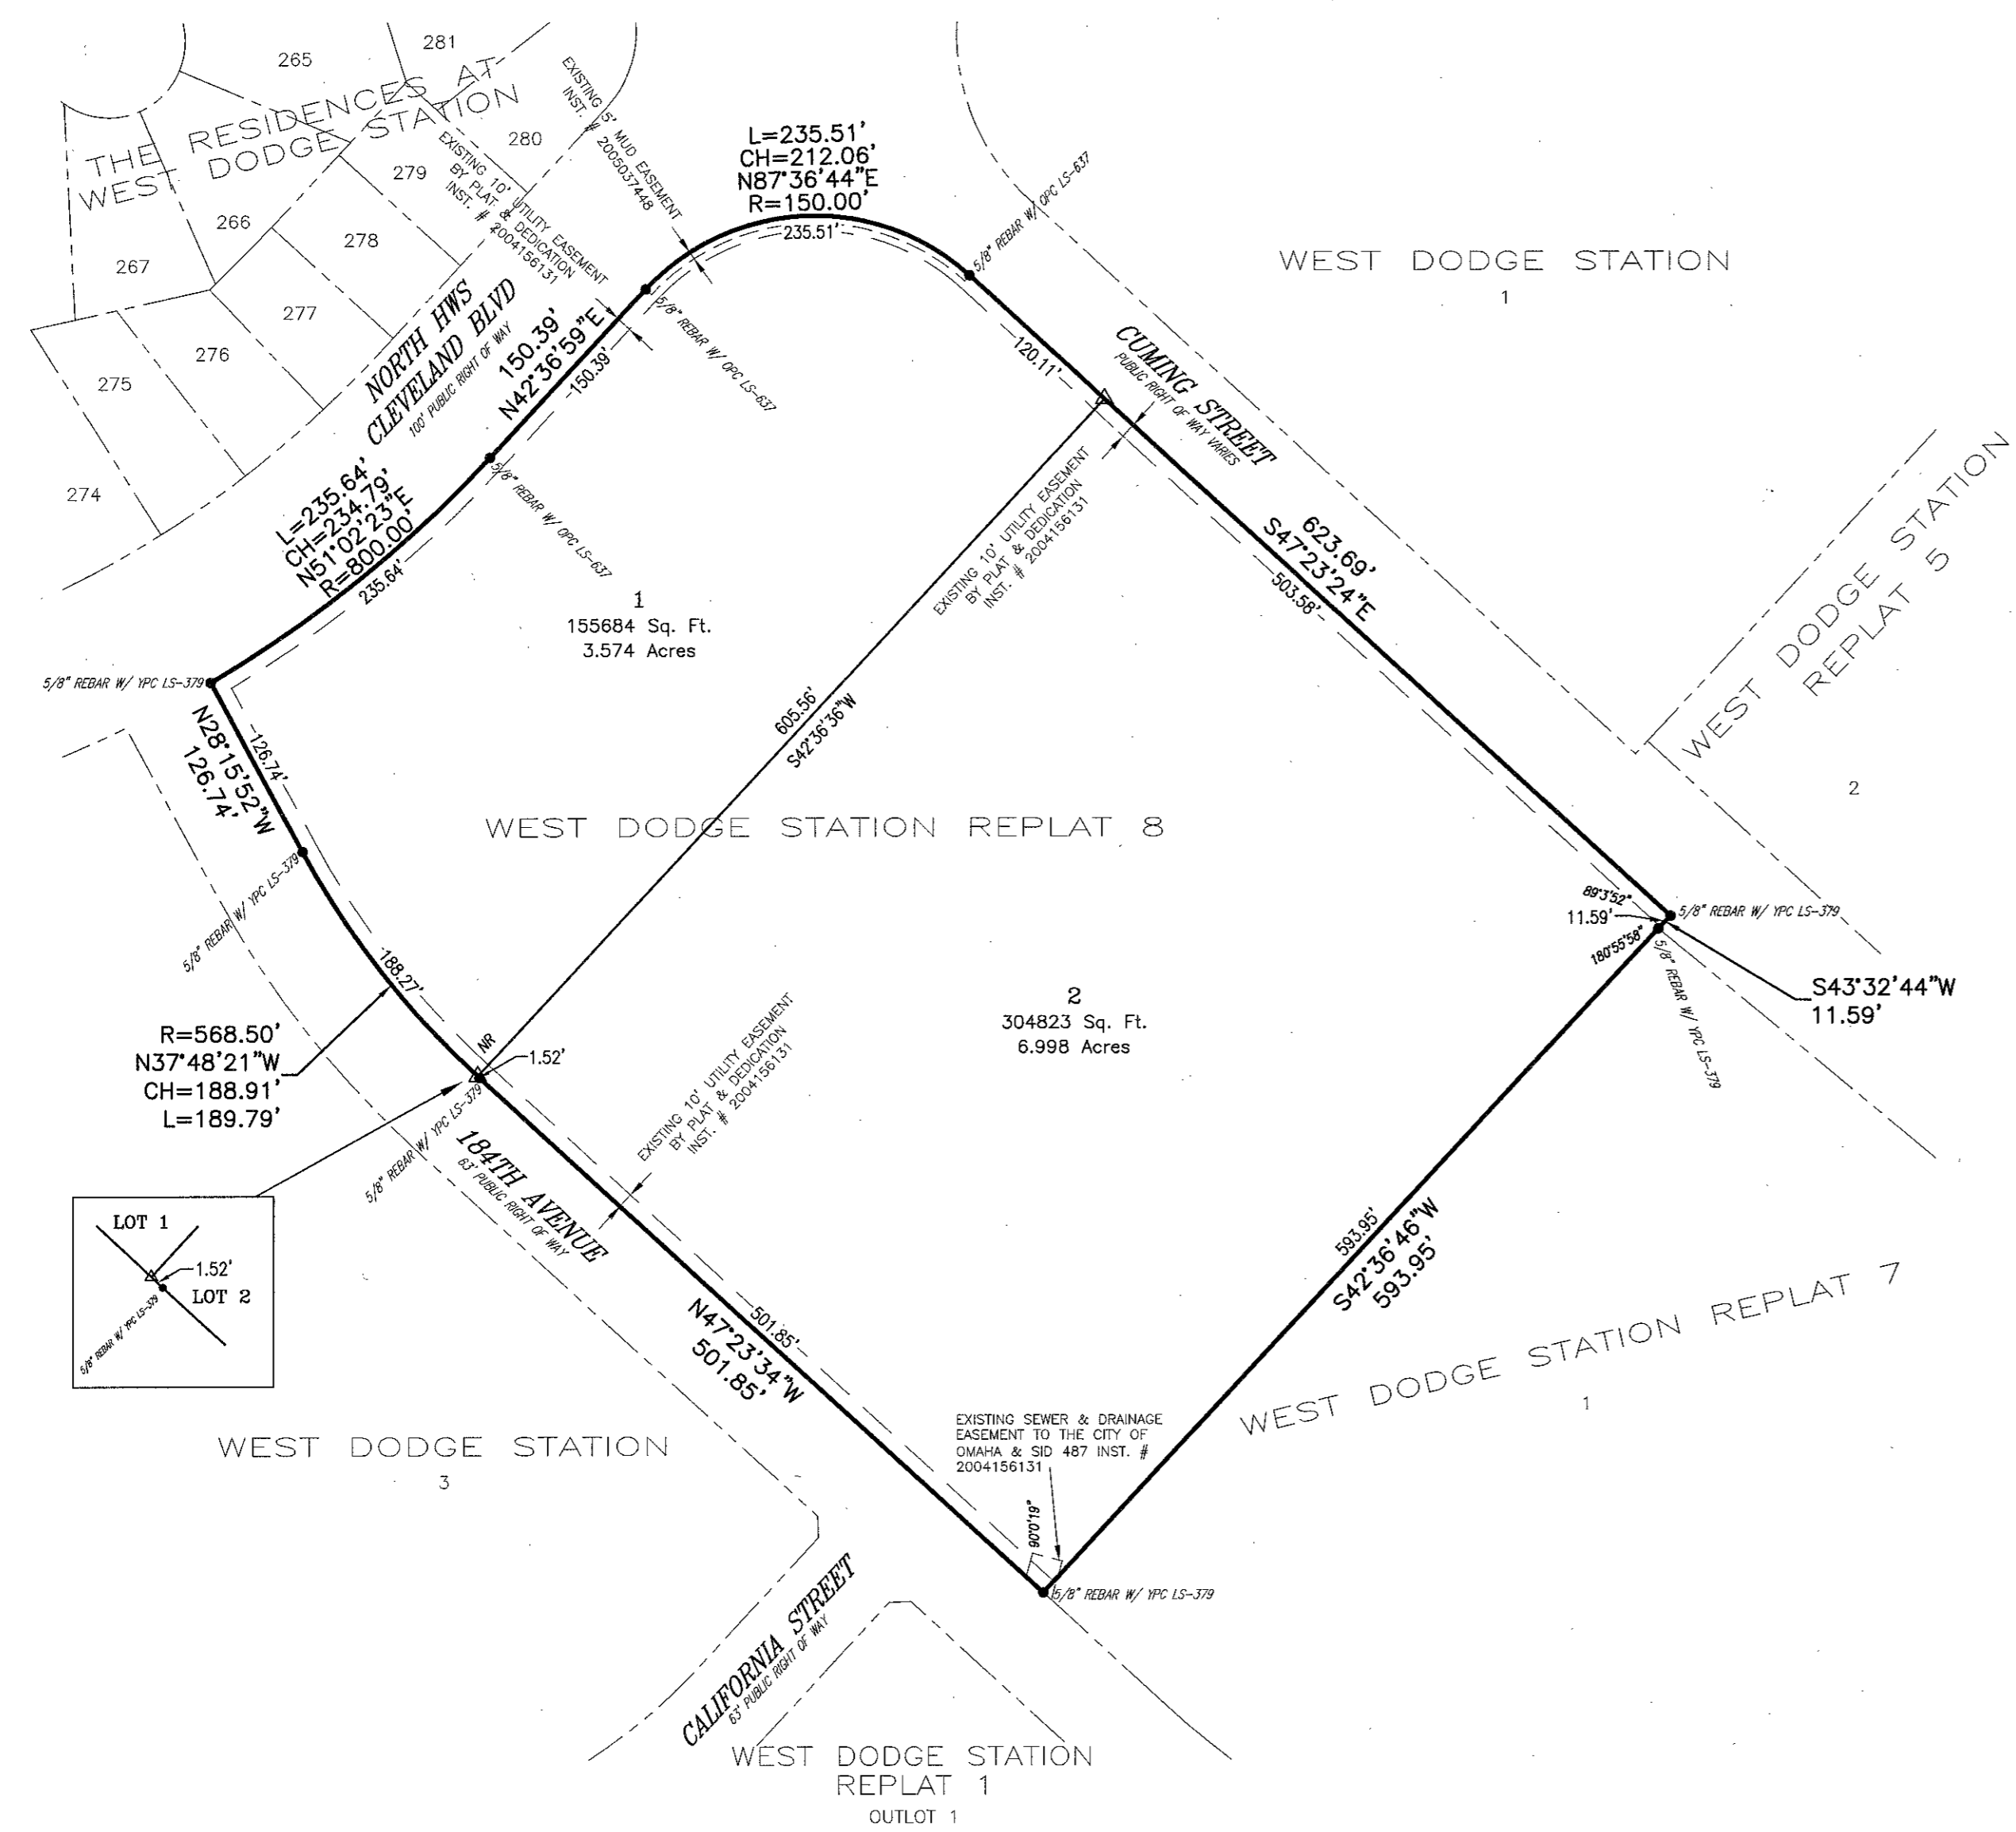 281
265
THE RESIDENCES AT
WEST DODGE STATION
280
279
266
278
267
277
276
275
274
EXISTING 5' MUD EASEMENT
INST. # 2005037448
EXISTING 10' UTILITY EASEMENT
BY PLAT & DEDICATION
INST. # 2004156131
L=235.51'
CH=212.06'
N87°36'44"E
R=150.00'
235.51'
5/8" REBAR W/ OPC LS-637
WEST DODGE STATION
1
NORTH HWS
CLEVELAND BLVD
100' PUBLIC RIGHT OF WAY
150.39'
N42°36'59"E
150.39'
5/8" REBAR W/ OPC LS-637
120.11'
CUMING STREET
PUBLIC RIGHT OF WAY VARIES
L=235.64'
CH=234.79'
N51°02'23"E
R=800.00'
235.64'
5/8" REBAR W/ OPC LS-637
EXISTING 10' UTILITY EASEMENT
BY PLAT & DEDICATION
INST. # 2004156131
623.69'
S47°23'24"E
503.58'
WEST DODGE STATION
REPLAT 5
2
1
155684 Sq. Ft.
3.574 Acres
605.56'
S42°36'36"W
5/8" REBAR W/ YPC LS-379
N28°15'52"W
126.74'
126.74'
WEST DODGE STATION REPLAT 8
5/8" REBAR W/ YPC LS-379
89°3'52"
11.59'
5/8" REBAR W/ YPC LS-379
180°55'58"
5/8" REBAR W/ YPC LS-379
S43°32'44"W
11.59'
188.27'
R=568.50'
N37°48'21"W
CH=188.91'
L=189.79'
NR
1.52'
5/8" REBAR W/ YPC LS-379
2
304823 Sq. Ft.
6.998 Acres
EXISTING 10' UTILITY EASEMENT
BY PLAT & DEDICATION
INST. # 2004156131
184TH AVENUE
63' PUBLIC RIGHT OF WAY
LOT 1
1.52'
LOT 2
5/8" REBAR W/ YPC LS-379
593.95'
S42°36'46"W
593.95'
501.85'
N47°23'34"W
501.85'
WEST DODGE STATION REPLAT 7
1
WEST DODGE STATION
3
EXISTING SEWER & DRAINAGE
EASEMENT TO THE CITY OF
OMAHA & SID 487 INST. #
2004156131
90°0'19"
5/8" REBAR W/ YPC LS-379
CALIFORNIA STREET
63' PUBLIC RIGHT OF WAY
WEST DODGE STATION
REPLAT 1
OUTLOT 1